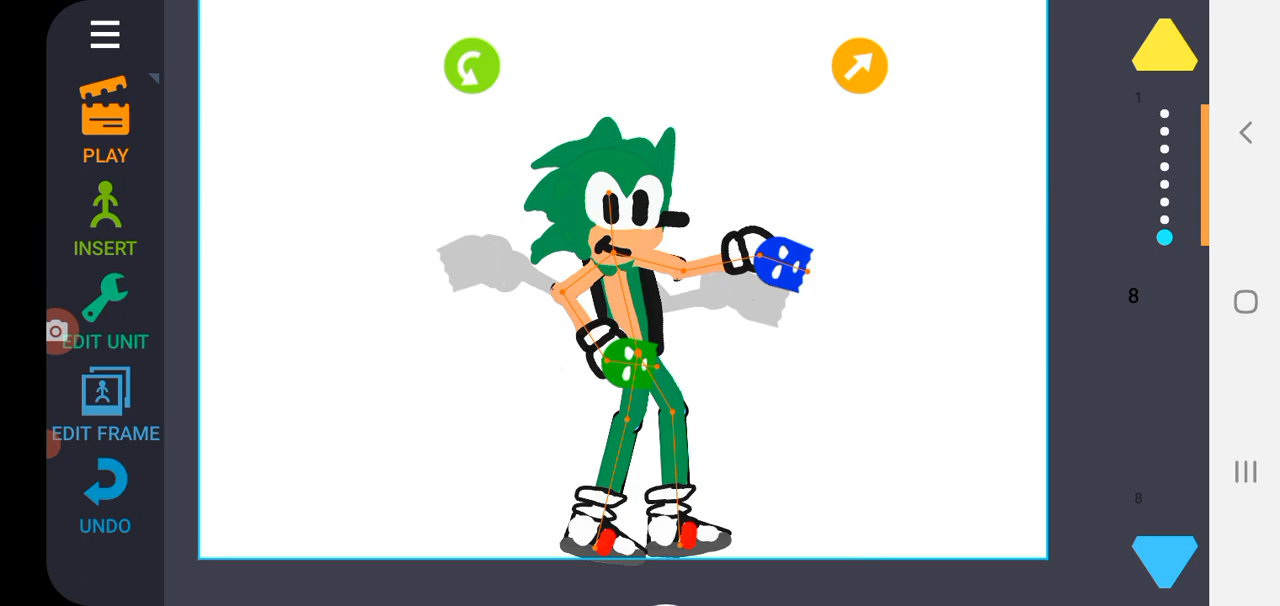 PLAY
INSERT
EDIT UNIT
EDIT FRAME
UNDO
1
8
8